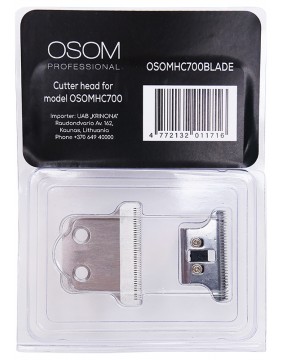 OSOM
PROFESSIONAL
Cutter head for
model OSOMHC700
Importer: UAB „KRINONA"
Raudondvario Av. 162,
Kaunas, Lithuania
Phone +370 649 40000
OSOMHC700BLADE
4 772132 011716